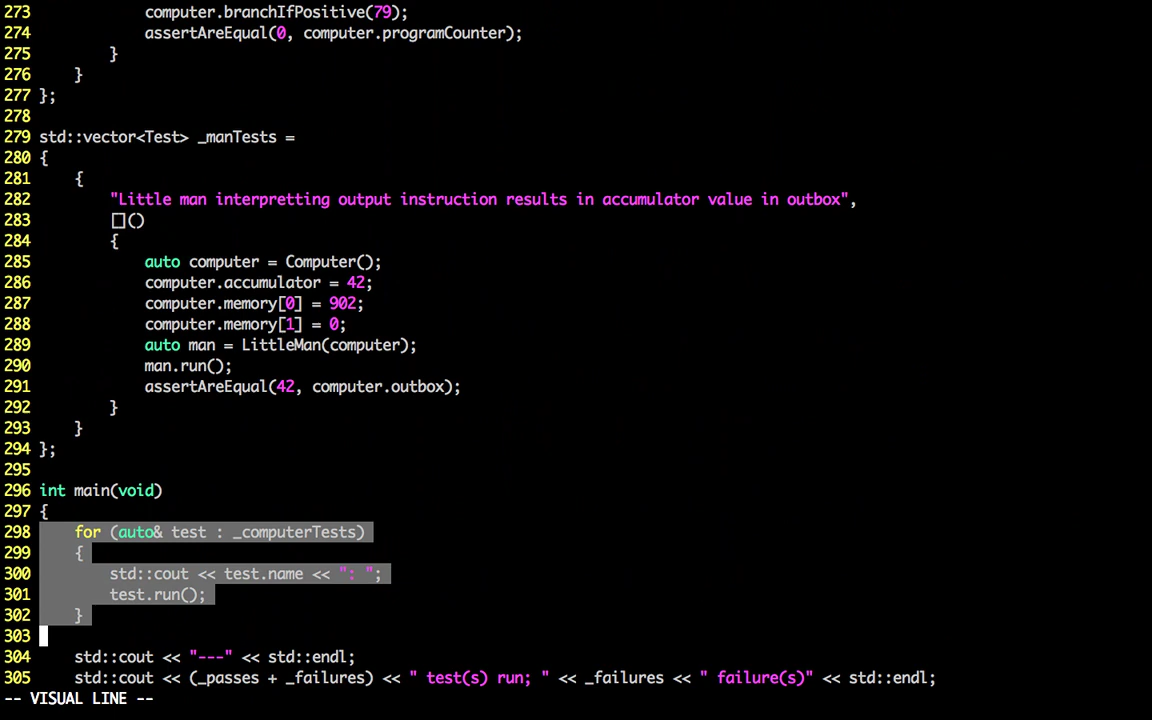 273             computer.branchIfPositive(79);
274             assertAreEqual(0, computer.programCounter);
275         }
276     }
277 };
278
279 std::vector<Test> _manTests =
280 {
281     {
282         "Little man interpretting output instruction results in accumulator value in outbox",
283         []()
284         {
285             auto computer = Computer();
286             computer.accumulator = 42;
287             computer.memory[0] = 902;
288             computer.memory[1] = 0;
289             auto man = LittleMan(computer);
290             man.run();
291             assertAreEqual(42, computer.outbox);
292         }
293     }
294 };
295
296 int main(void)
297 {
298     for (auto& test : _computerTests)
299     {
300         std::cout << test.name << ": ";
301         test.run();
302     }
303
304     std::cout << "---" << std::endl;
305     std::cout << (_passes + _failures) << " test(s) run; " << _failures << " failure(s)" << std::endl;
-- VISUAL LINE --